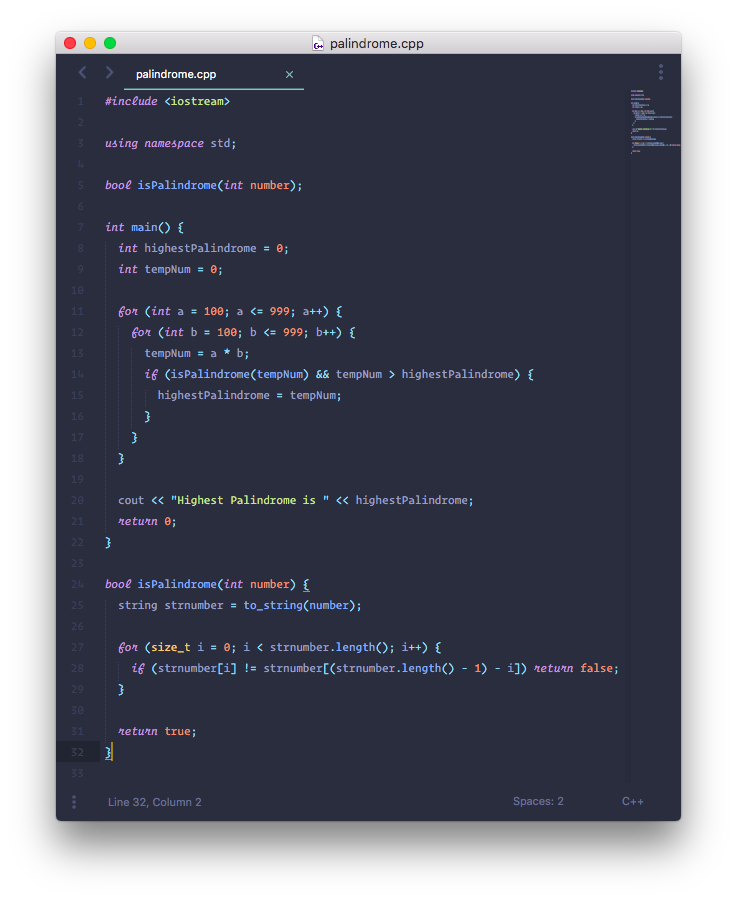 palindrome.cpp
palindrome.cpp ×
1 #include <iostream>
2
3 using namespace std;
4
5 bool isPalindrome(int number);
6
7 int main() {
8   int highestPalindrome = 0;
9   int tempNum = 0;
10
11   for (int a = 100; a <= 999; a++) {
12     for (int b = 100; b <= 999; b++) {
13       tempNum = a * b;
14       if (isPalindrome(tempNum) && tempNum > highestPalindrome) {
15         highestPalindrome = tempNum;
16       }
17     }
18   }
19
20   cout << "Highest Palindrome is " << highestPalindrome;
21   return 0;
22 }
23
24 bool isPalindrome(int number) {
25   string strnumber = to_string(number);
26
27   for (size_t i = 0; i < strnumber.length(); i++) {
28     if (strnumber[i] != strnumber[(strnumber.length() - 1) - i]) return false;
29   }
30
31   return true;
32 }
33
Line 32, Column 2 Spaces: 2 C++